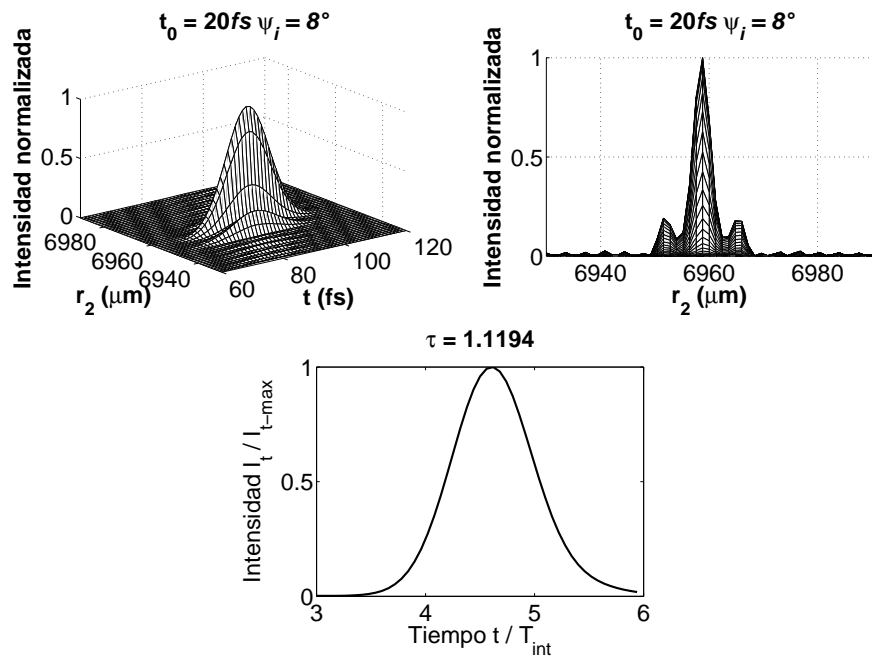 t₀ = 20fs ψᵢ = 8°
Intensidad normalizada
1
0.5
0
6980
6960
6940
r₂ (μm)
60
80
100
120
t (fs)
t₀ = 20fs ψᵢ = 8°
Intensidad normalizada
1
0.5
0
6940
6960
6980
r₂ (μm)
τ = 1.1194
Intensidad I_t / I_{t−max}
1
0.5
0
3
4
5
6
Tiempo t / T_int